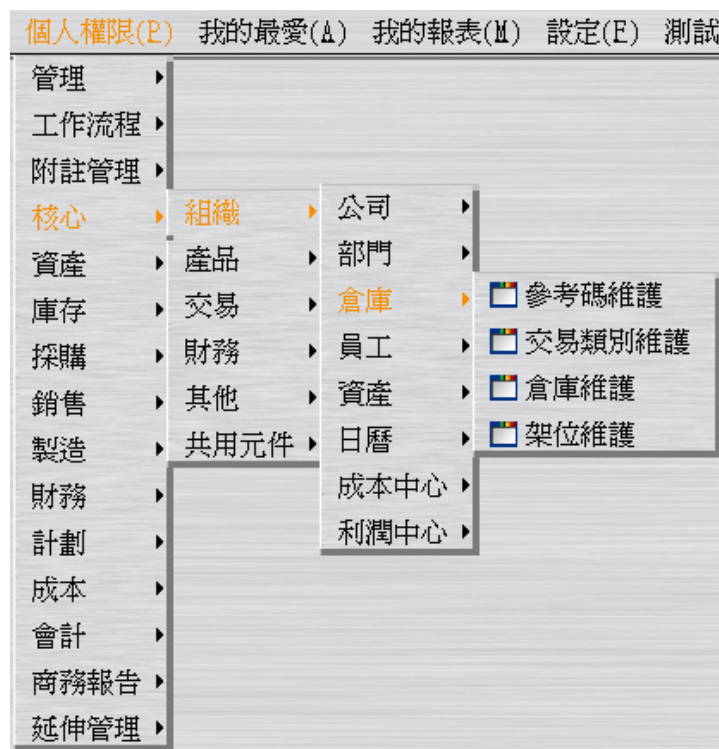 個人權限(P) 我的最愛(A) 我的報表(M) 設定(F) 測試
管理
工作流程
附註管理
核心
資產
庫存
採購
銷售
製造
財務
計劃
成本
會計
商務報告
延伸管理
組織
產品
交易
財務
其他
共用元件
公司
部門
倉庫
員工
資產
日曆
成本中心
利潤中心
參考碼維護
交易類別維護
倉庫維護
架位維護